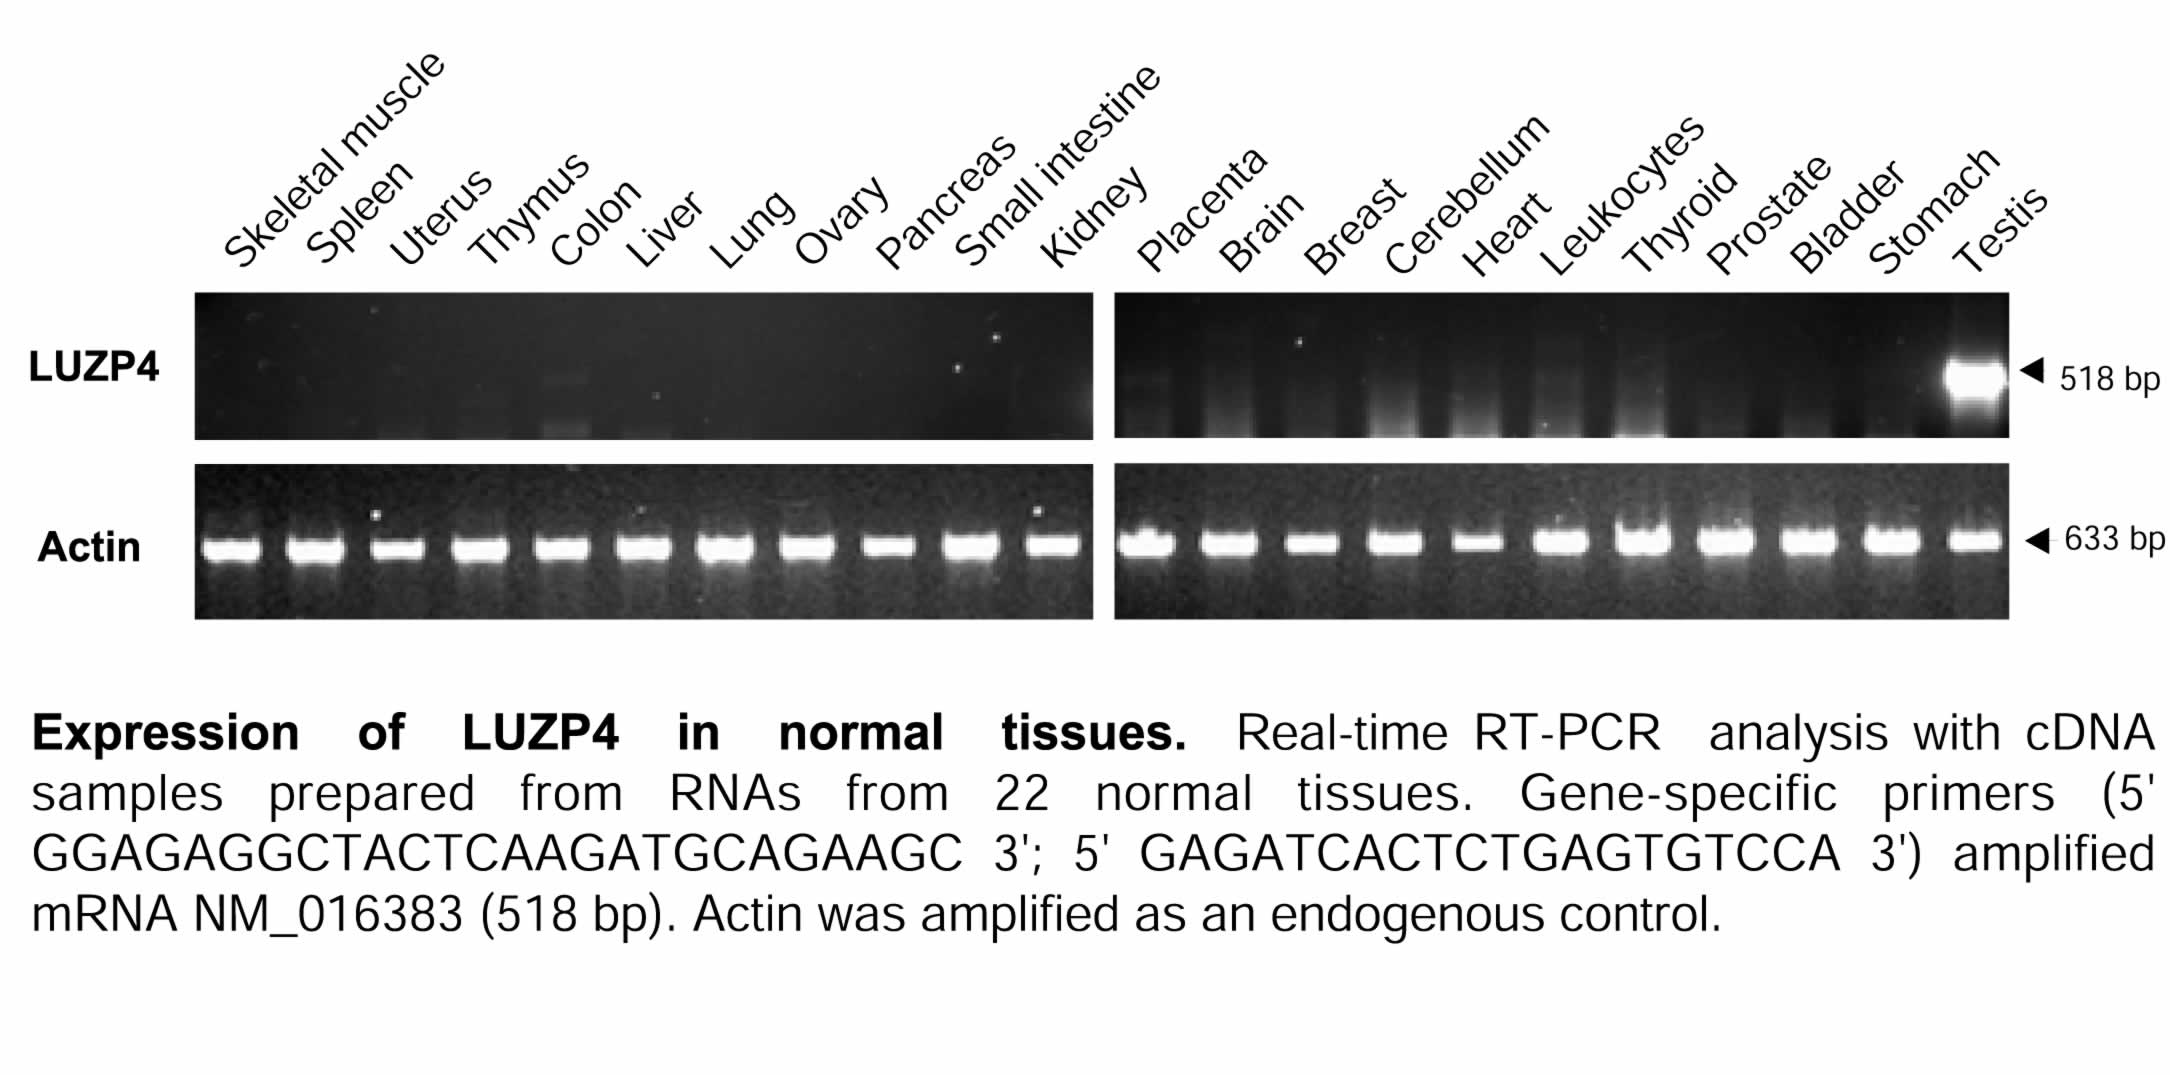 Skeletal muscle
Spleen
Uterus
Thymus
Colon
Liver
Lung
Ovary
Pancreas
Small intestine
Kidney
Placenta
Brain
Breast
Cerebellum
Heart
Leukocytes
Thyroid
Prostate
Bladder
Stomach
Testis
LUZP4
518 bp
Actin
633 bp
Expression of LUZP4 in normal tissues. Real-time RT-PCR analysis with cDNA
samples prepared from RNAs from 22 normal tissues. Gene-specific primers (5'
GGAGAGGCTACTCAAGATGCAGAAGC 3'; 5' GAGATCACTCTGAGTGTCCA 3') amplified
mRNA NM_016383 (518 bp). Actin was amplified as an endogenous control.